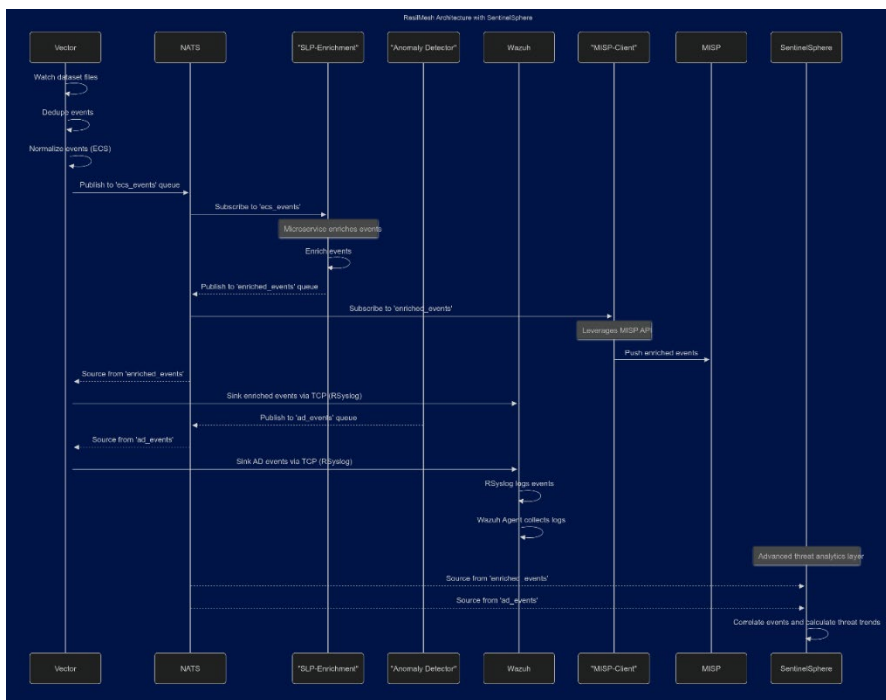 ResilMesh Architecture with SentinelSphere
Vector
NATS
"SLP-Enrichment"
"Anomaly Detector"
Wazuh
"MISP-Client"
MISP
SentinelSphere
Watch dataset files
Dedupe events
Normalize events (ECS)
Publish to 'ecs_events' queue
Subscribe to 'ecs_events'
Microservice enriches events
Enrich events
Publish to 'enriched_events' queue
Subscribe to 'enriched_events'
Leverages MISP API
Push enriched events
Source from 'enriched_events'
Sink enriched events via TCP (RSyslog)
Publish to 'ad_events' queue
Source from 'ad_events'
Sink AD events via TCP (RSyslog)
RSyslog logs events
Wazuh Agent collects logs
Advanced threat analytics layer
Source from 'enriched_events'
Source from 'ad_events'
Correlate events and calculate threat trends
Vector
NATS
"SLP-Enrichment"
"Anomaly Detector"
Wazuh
"MISP-Client"
MISP
SentinelSphere